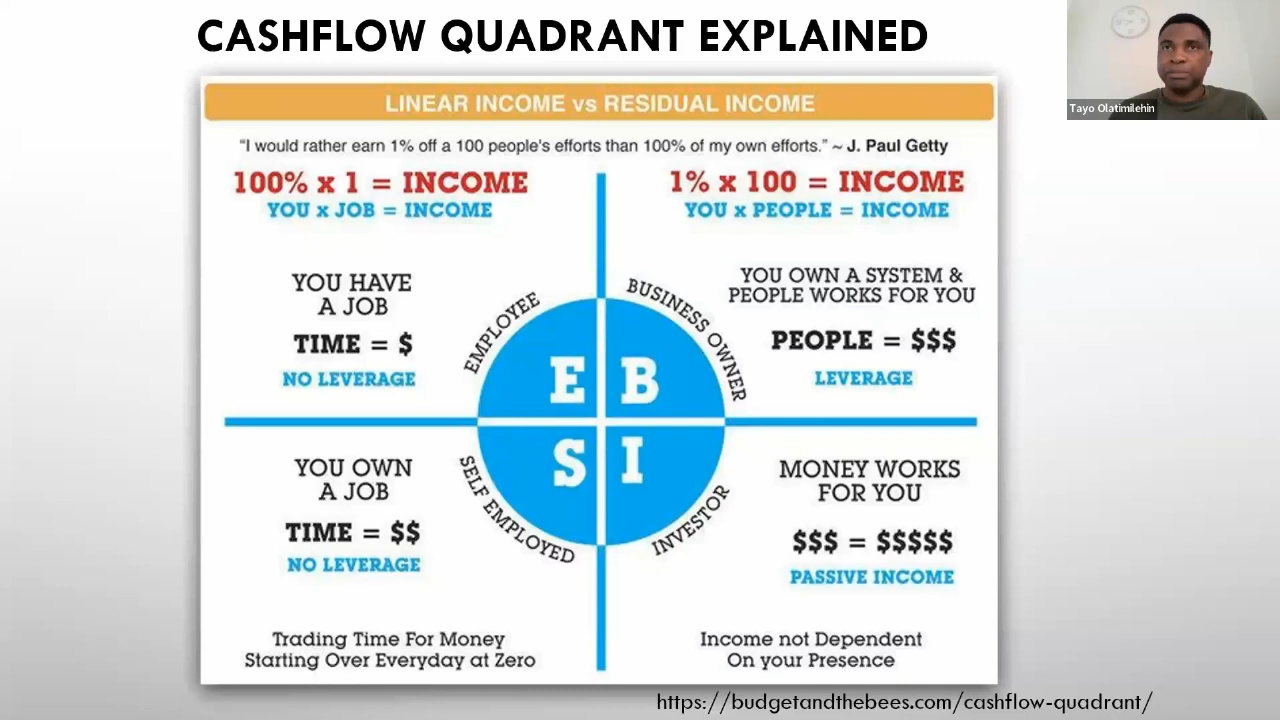 CASHFLOW QUADRANT EXPLAINED
Tayo Olatimilehin
LINEAR INCOME vs RESIDUAL INCOME
“I would rather earn 1% off a 100 people's efforts than 100% of my own efforts.” ~ J. Paul Getty
100% x 1 = INCOME
YOU x JOB = INCOME
1% x 100 = INCOME
YOU x PEOPLE = INCOME
YOU HAVE
A JOB
TIME = $
NO LEVERAGE
EMPLOYEE
BUSINESS OWNER
YOU OWN A SYSTEM &
PEOPLE WORKS FOR YOU
PEOPLE = $$$
LEVERAGE
E B
S I
YOU OWN
A JOB
TIME = $$
NO LEVERAGE
SELF EMPLOYED
INVESTOR
MONEY WORKS
FOR YOU
$$$ = $$$$$
PASSIVE INCOME
Trading Time For Money
Starting Over Everyday at Zero
Income not Dependent
On your Presence
https://budgetandthebees.com/cashflow-quadrant/